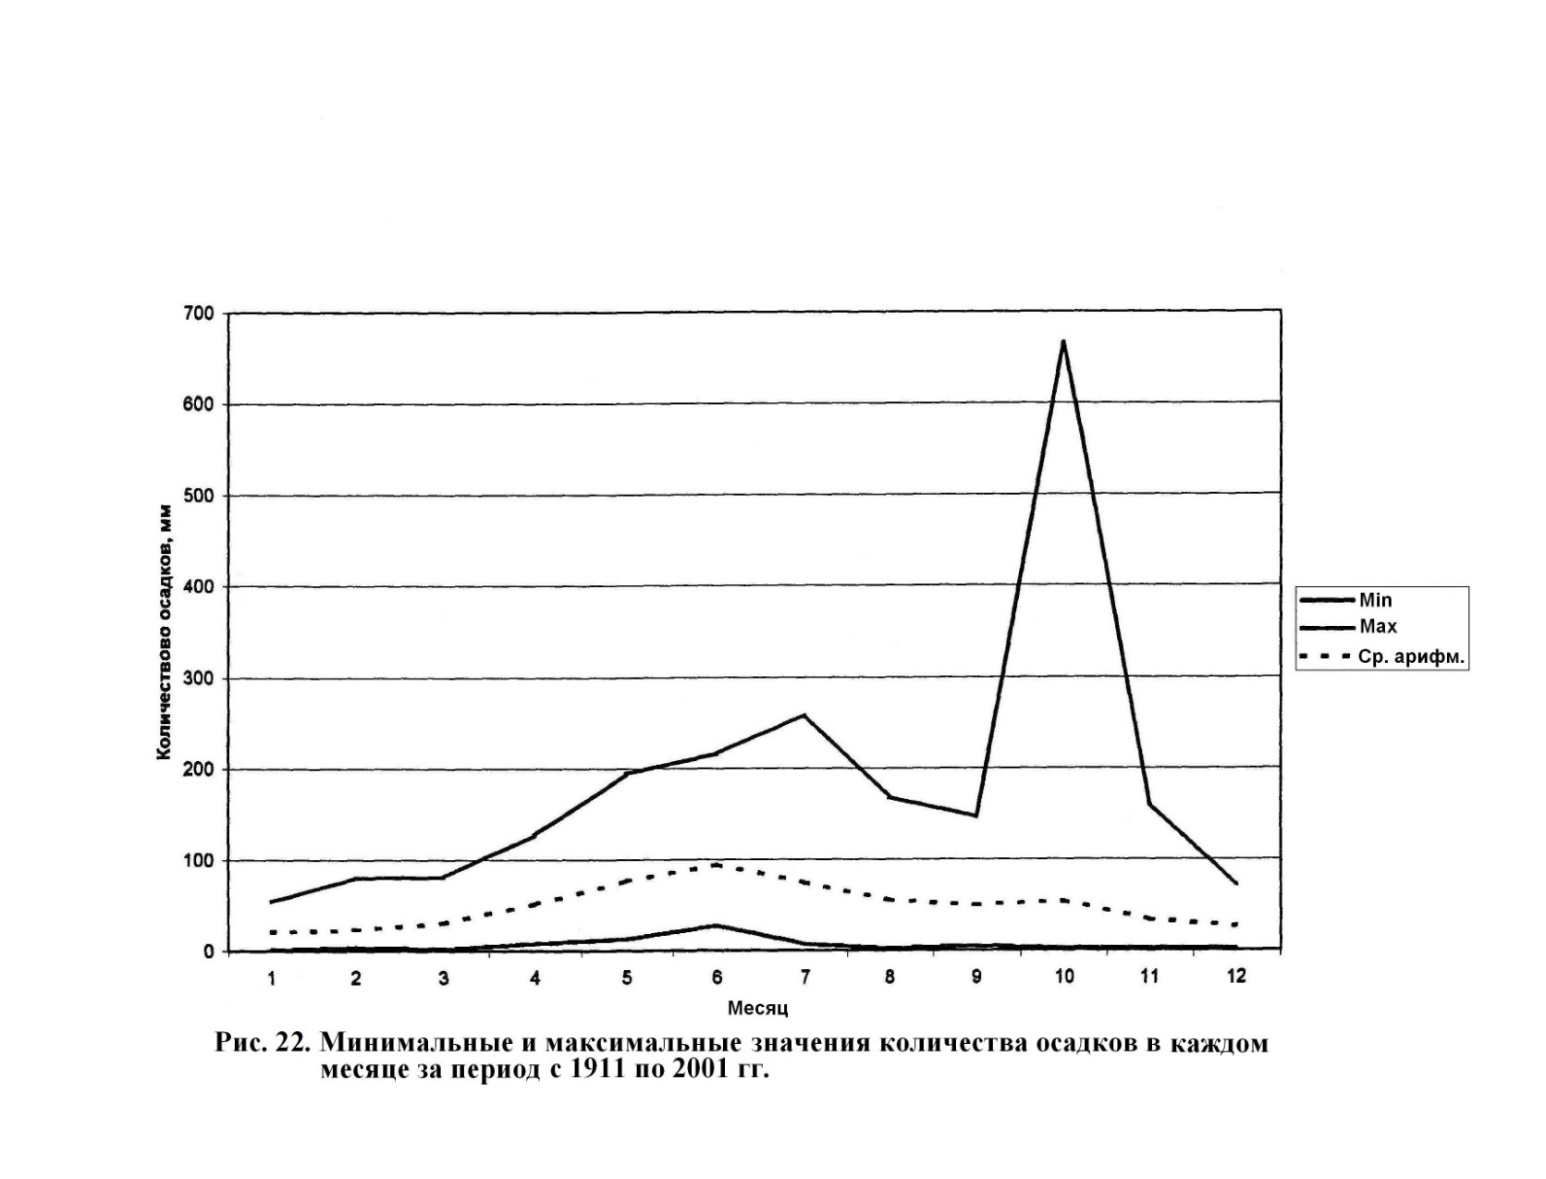 700
600
500
400
300
200
100
0
Количествово осадков, мм
1 2 3 4 5 6 7 8 9 10 11 12
Месяц
Min
Max
Ср. арифм.
Рис. 22. Минимальные и максимальные значения количества осадков в каждом
месяце за период с 1911 по 2001 гг.